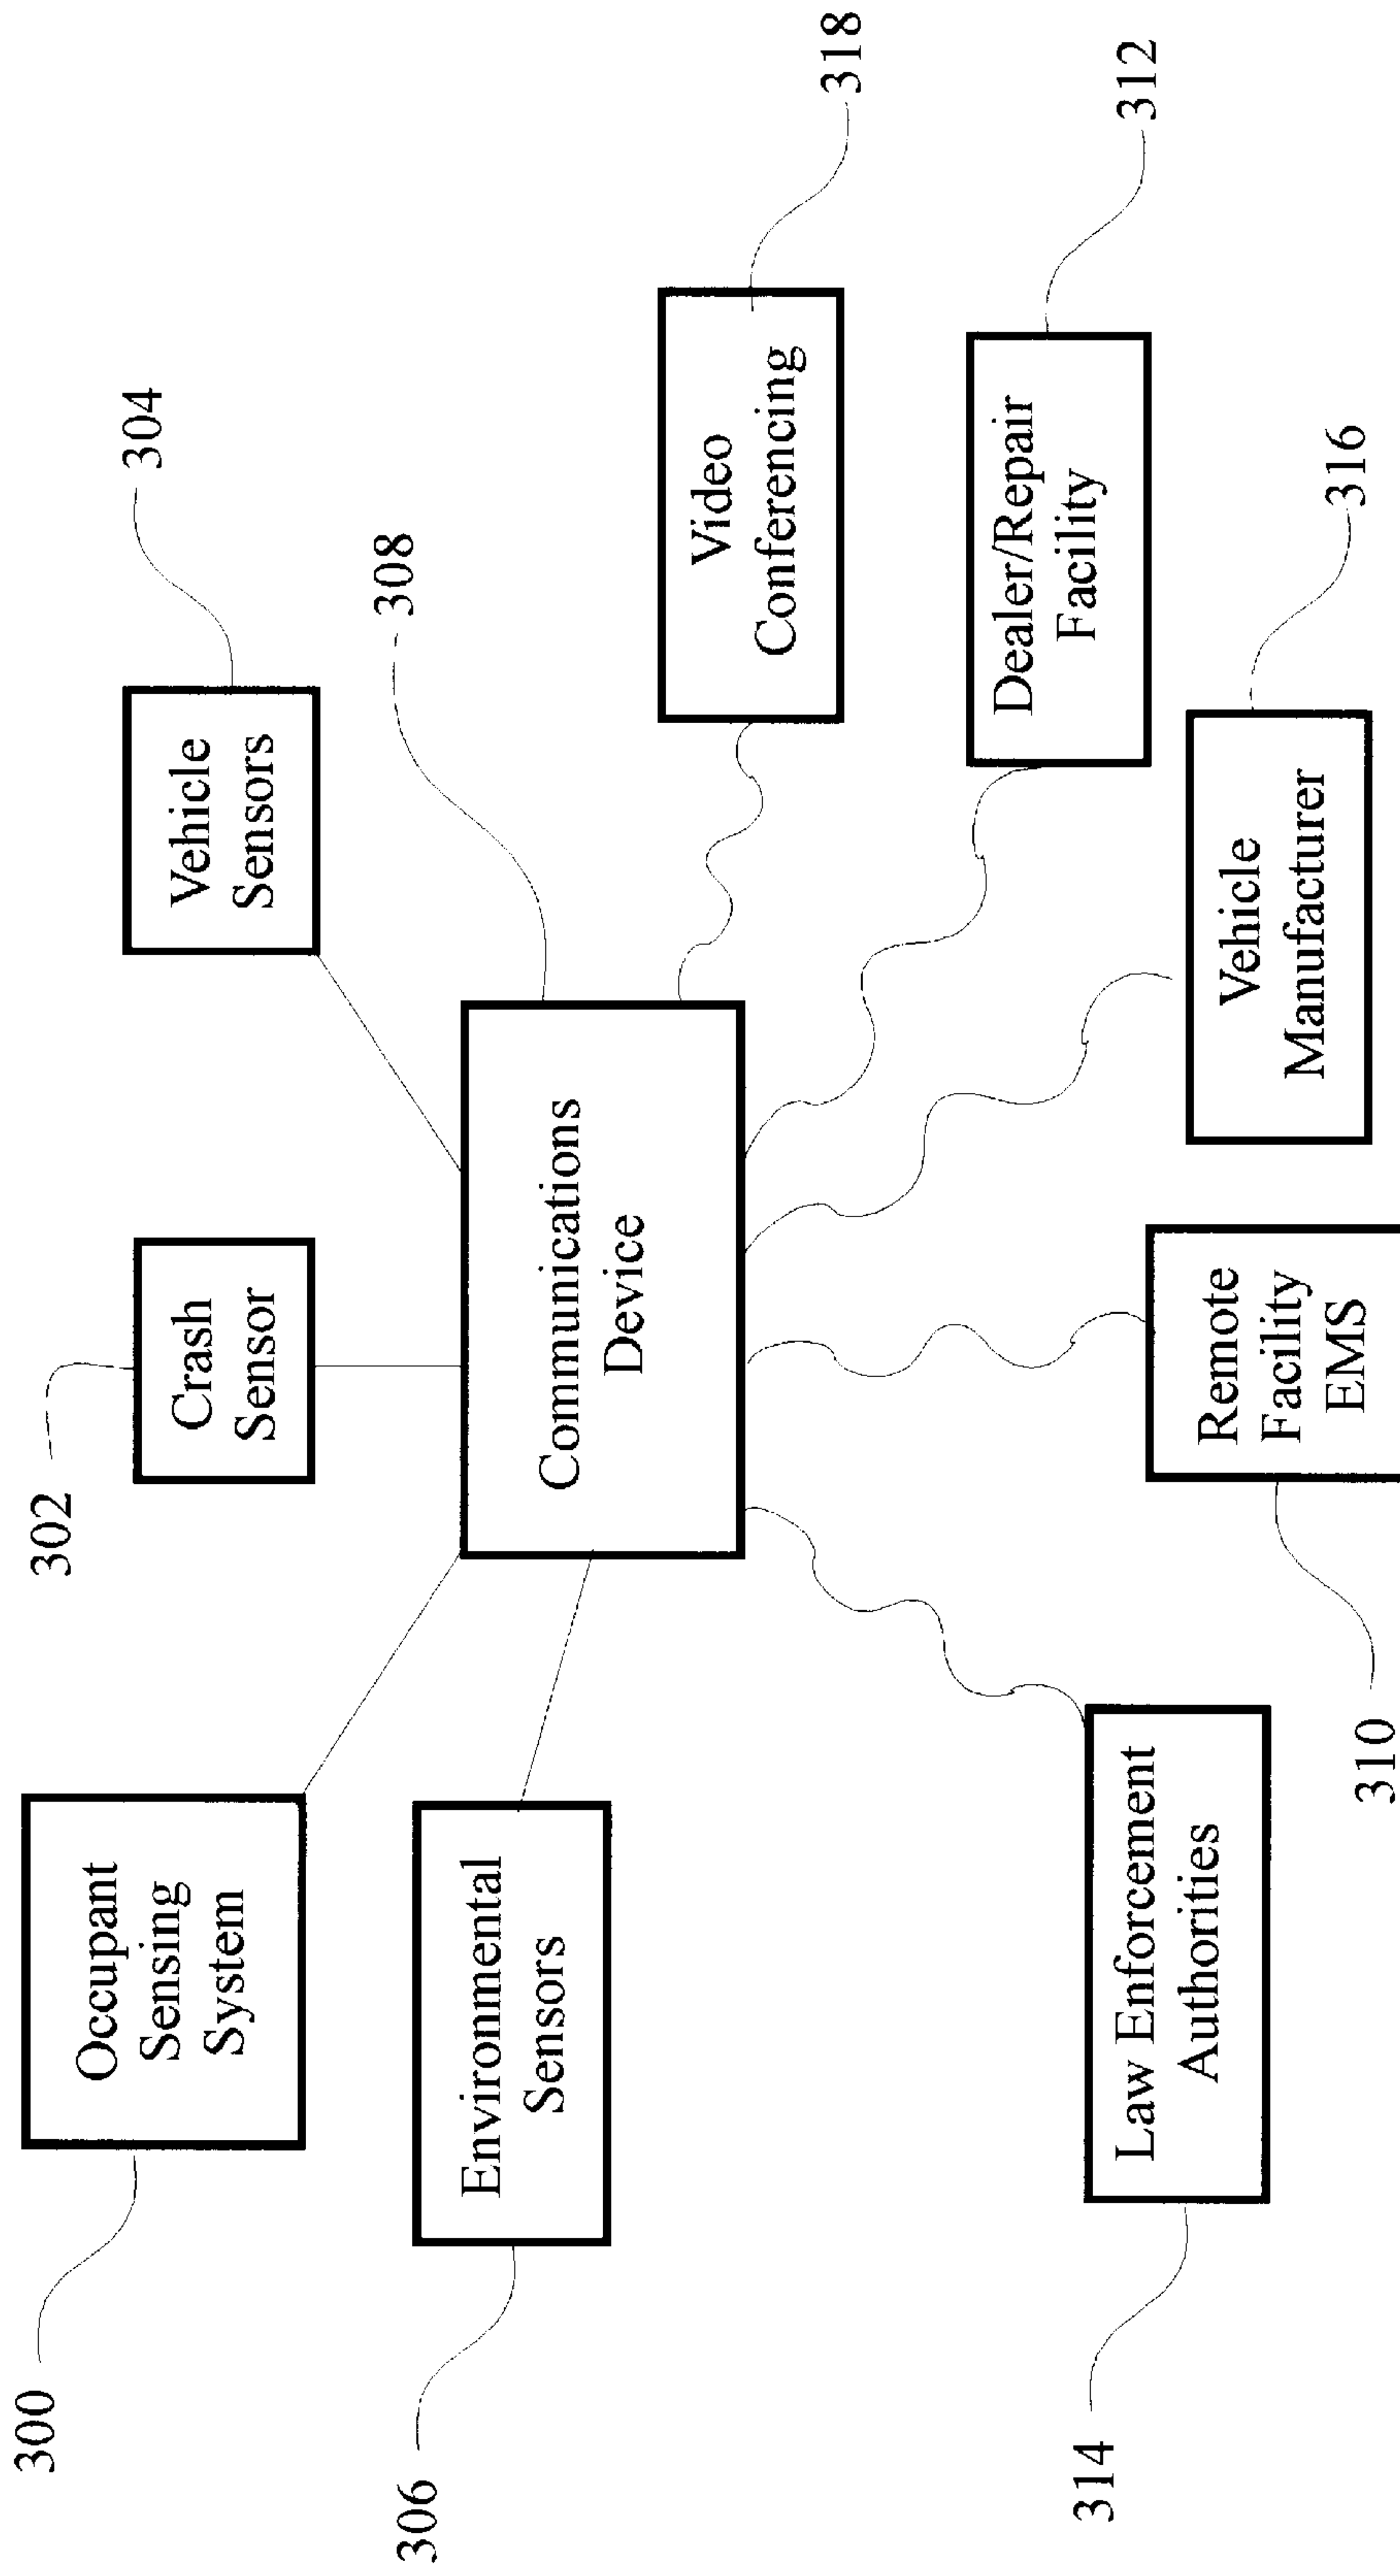 300
Occupant
Sensing
System
302
Crash
Sensor
Vehicle
Sensors
304
306
Environmental
Sensors
Communications
Device
308
Video
Conferencing
318
Dealer/Repair
Facility
312
314
Law Enforcement
Authorities
310
Remote
Facility
EMS
Vehicle
Manufacturer
316